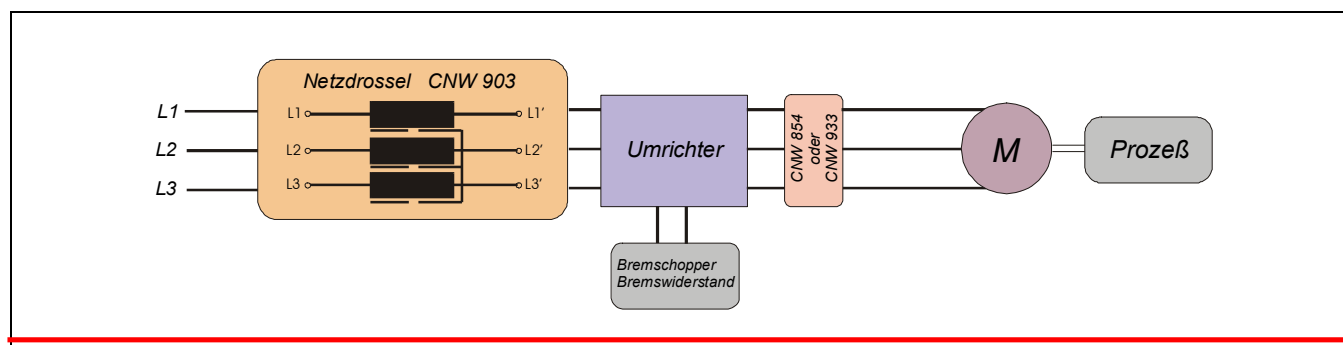 Netzdrossel CNW 903
L1
L2
L3
L1
L2
L3
L1'
L2'
L3'
Umrichter
CNW 854
oder
CNW 933
M
Prozeß
Bremschopper
Bremswiderstand